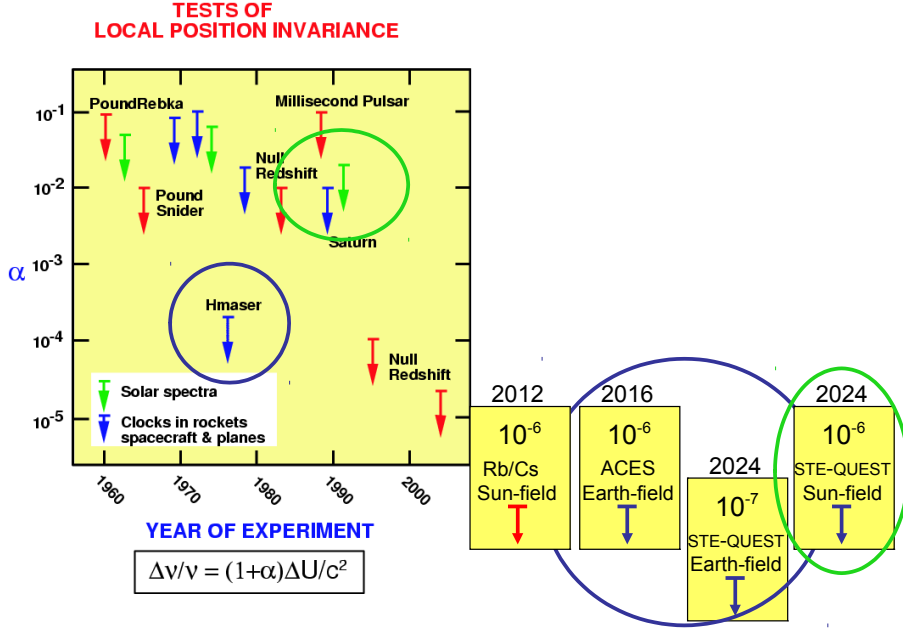 TESTS OF
LOCAL POSITION INVARIANCE
10-1
10-2
10-3
10-4
10-5
α
PoundRebka
Millisecond Pulsar
Null
Redshift
Pound
Snider
Saturn
Hmaser
Null
Redshift
Solar spectra
Clocks in rockets
spacecraft & planes
1960
1970
1980
1990
2000
YEAR OF EXPERIMENT
Δν/ν = (1+α)ΔU/c²
2012
10-6
Rb/Cs
Sun-field
2016
10-6
ACES
Earth-field
2024
10-7
STE-QUEST
Earth-field
2024
10-6
STE-QUEST
Sun-field